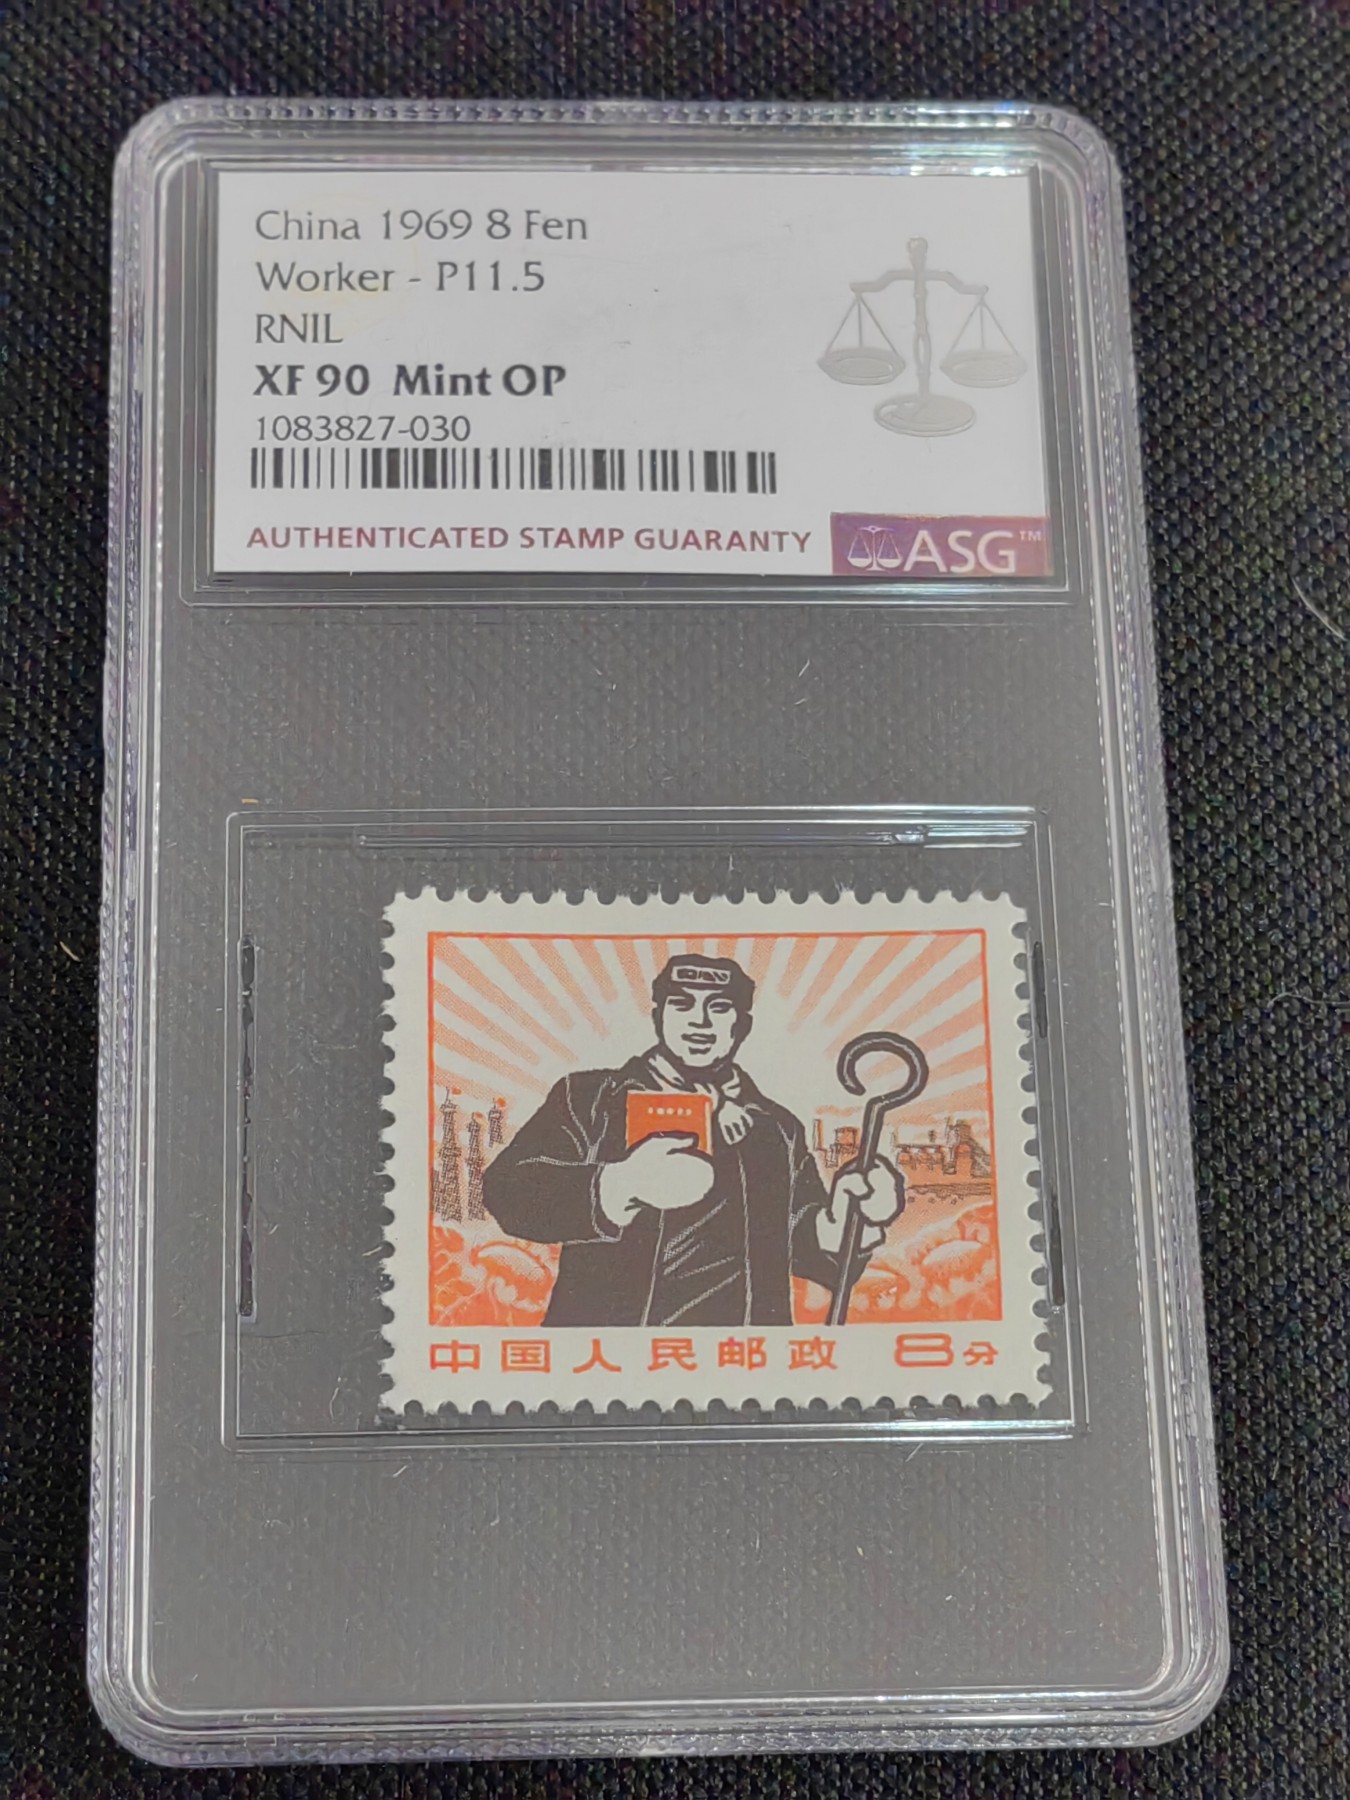 China 1969 8 Fen
Worker - P11.5
RNIL
XF 90 Mint OP
1083827-030
AUTHENTICATED STAMP GUARANTY
ASG™
中国人民邮政 8分